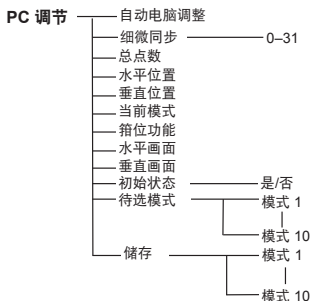 PC 调节
自动电脑调整
细微同步 0–31
总点数
水平位置
垂直位置
当前模式
箝位功能
水平画面
垂直画面
初始状态 是/否
待选模式 模式 1
模式 10
储存 模式 1
模式 10